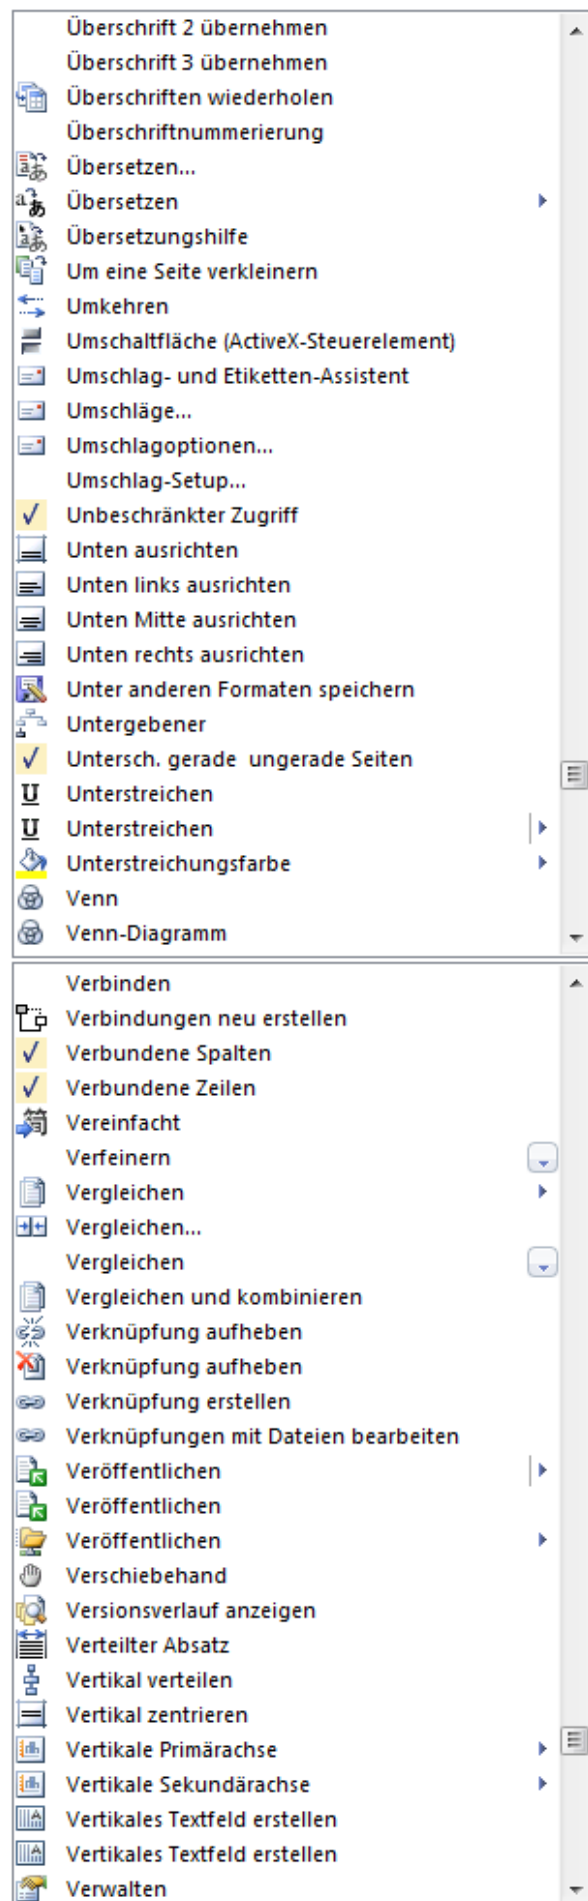 Überschrift 2 übernehmen
Überschrift 3 übernehmen
Überschriften wiederholen
Überschriftnummerierung
Übersetzen...
Übersetzen
Übersetzungshilfe
Um eine Seite verkleinern
Umkehren
Umschaltfläche (ActiveX-Steuerelement)
Umschlag- und Etiketten-Assistent
Umschläge...
Umschlagoptionen...
Umschlag-Setup...
Unbeschränkter Zugriff
Unten ausrichten
Unten links ausrichten
Unten Mitte ausrichten
Unten rechts ausrichten
Unter anderen Formaten speichern
Untergebener
Untersch. gerade  ungerade Seiten
Unterstreichen
Unterstreichen
Unterstreichungsfarbe
Venn
Venn-Diagramm
Verbinden
Verbindungen neu erstellen
Verbundene Spalten
Verbundene Zeilen
Vereinfacht
Verfeinern
Vergleichen
Vergleichen...
Vergleichen
Vergleichen und kombinieren
Verknüpfung aufheben
Verknüpfung aufheben
Verknüpfung erstellen
Verknüpfungen mit Dateien bearbeiten
Veröffentlichen
Veröffentlichen
Veröffentlichen
Verschiebehand
Versionsverlauf anzeigen
Verteilter Absatz
Vertikal verteilen
Vertikal zentrieren
Vertikale Primärachse
Vertikale Sekundärachse
Vertikales Textfeld erstellen
Vertikales Textfeld erstellen
Verwalten